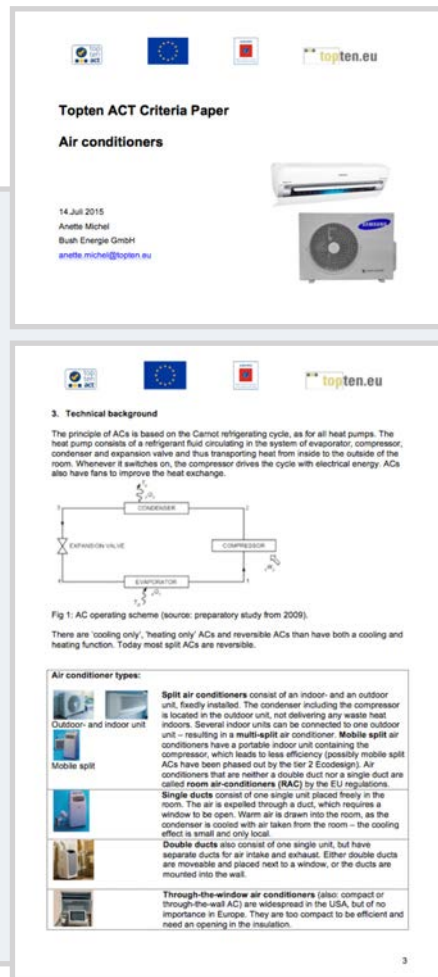 top
ten
act
topten.eu
Topten ACT Criteria Paper
Air conditioners
14.Juli 2015
Anette Michel
Bush Energie GmbH
anette.michel@topten.eu
SAMSUNG
top
ten
act
topten.eu
3. Technical background
The principle of ACs is based on the Carnot refrigerating cycle, as for all heat pumps. The
heat pump consists of a refrigerant fluid circulating in the system of evaporator, compressor,
condenser and expansion valve and thus transporting heat from inside to the outside of the
room. Whenever it switches on, the compressor drives the cycle with electrical energy. ACs
also have fans to improve the heat exchange.
CONDENSER
3
2
EXPANSION VALVE
COMPRESSOR
4
EVAPORATOR
1
Fig 1: AC operating scheme (source: preparatory study from 2009).
There are 'cooling only', 'heating only' ACs and reversible ACs than have both a cooling and
heating function. Today most split ACs are reversible.
Air conditioner types:
Outdoor- and indoor unit
Mobile split
Split air conditioners consist of an indoor- and an outdoor
unit, fixedly installed. The condenser including the compressor
is located in the outdoor unit, not delivering any waste heat
indoors. Several indoor units can be connected to one outdoor
unit – resulting in a multi-split air conditioner. Mobile split air
conditioners have a portable indoor unit containing the
compressor, which leads to less efficiency (possibly mobile split
ACs have been phased out by the tier 2 Ecodesign). Air
conditioners that are neither a double duct nor a single duct are
called room air-conditioners (RAC) by the EU regulations.
Single ducts consist of one single unit placed freely in the
room. The air is expelled through a duct, which requires a
window to be open. Warm air is drawn into the room, as the
condenser is cooled with air taken from the room – the cooling
effect is small and only local.
Double ducts also consist of one single unit, but have
separate ducts for air intake and exhaust. Either double ducts
are moveable and placed next to a window, or the ducts are
mounted into the wall.
Through-the-window air conditioners (also: compact or
through-the-wall AC) are widespread in the USA, but of no
importance in Europe. They are too compact to be efficient and
need an opening in the insulation.
3